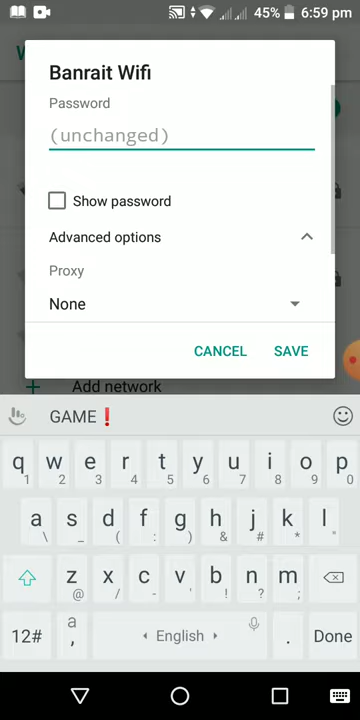 45% 6:59 pm
Banrait Wifi
Password
(unchanged)
Show password
Advanced options
Proxy
None
CANCEL SAVE
Add network
GAME❗
q w e r t y u i o p
1 2 3 4 5 6 7 8 9 0
a s d f g h j k l
\ _ ( : ) & # * "
z x c v b n m
@ / - ' ! ? ;
12# a , English . Done